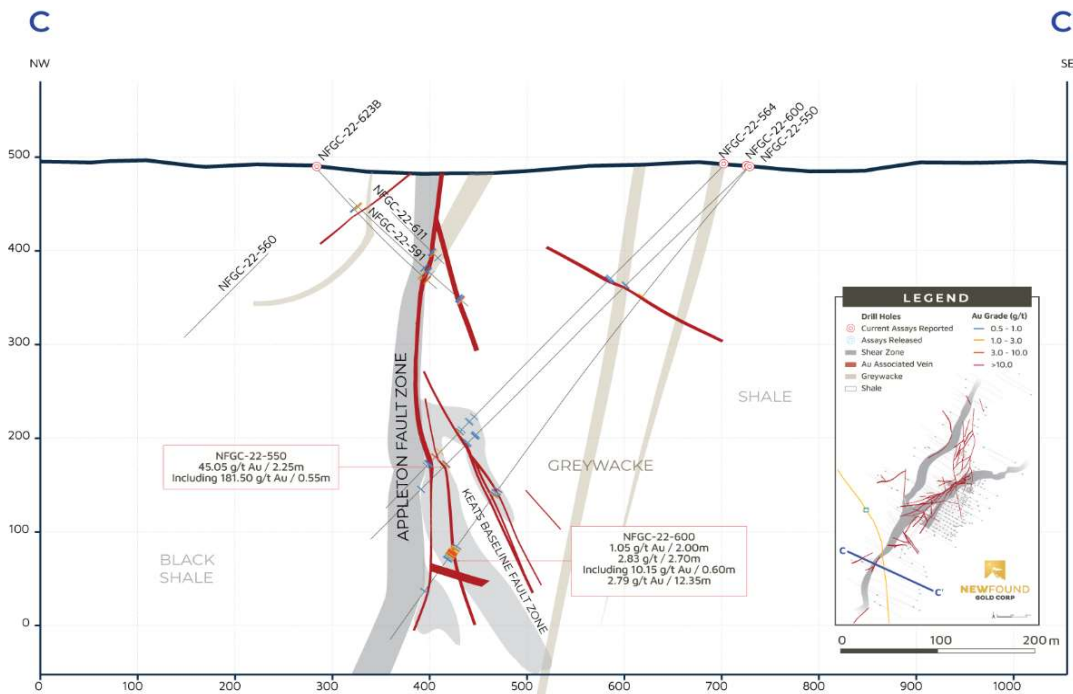 C
C
NW
SE
NFGC-22-623B
NFGC-22-564
NFGC-22-600
NFGC-22-550
500
400
300
200
100
0
NFGC-22-611
NFGC-22-591
NFGC-22-560
APPLETON FAULT ZONE
KEATS BASELINE FAULT ZONE
GREYWACKE
SHALE
BLACK
SHALE
NFGC-22-550
45.05 g/t Au / 2.25m
Including 181.50 g/t Au / 0.55m
NFGC-22-600
1.05 g/t Au / 2.00m
2.83 g/t / 2.70m
Including 10.15 g/t Au / 0.60m
2.79 g/t Au / 12.35m
LEGEND
Drill Holes
Current Assays Reported
Assays Released
Shear Zone
Au Associated Vein
Greywacke
Shale
Au Grade (g/t)
0.5 - 1.0
1.0 - 3.0
3.0 - 10.0
>10.0
C
C'
NEWFOUND
GOLD CORP
0 100 200 m
0 100 200 300 400 500 600 700 800 900 1000